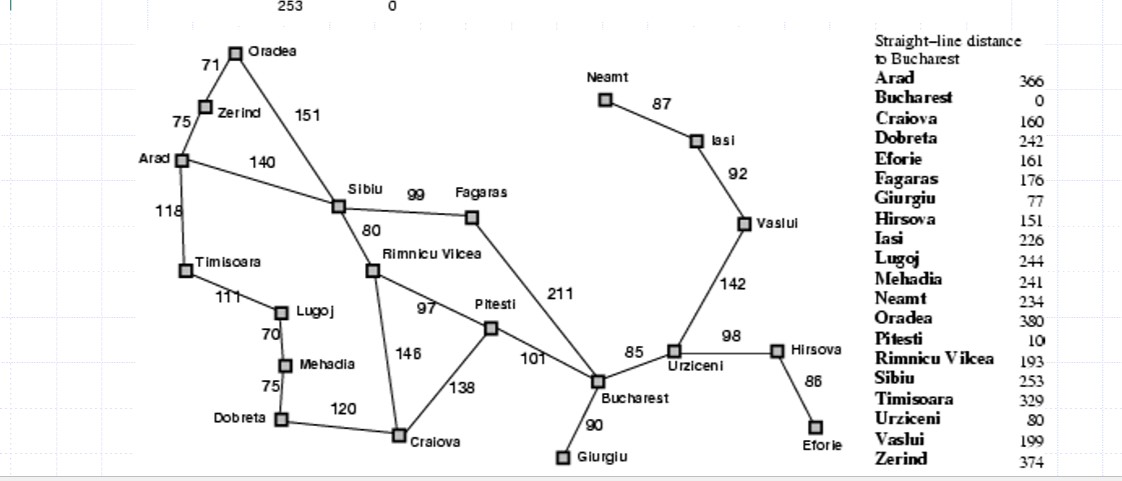 253 0
Straight–line distance
to Bucharest
Arad 366
Bucharest 0
Craiova 160
Dobreta 242
Eforie 161
Fagaras 176
Giurgiu 77
Hirsova 151
Iasi 226
Lugoj 244
Mehadia 241
Neamt 234
Oradea 380
Pitesti 10
Rimnicu Vilcea 193
Sibiu 253
Timisoara 329
Urziceni 80
Vaslui 199
Zerind 374
Oradea
71
Neamt
87
Zerind
151
75
Iasi
Arad
140
92
Sibiu
99
Fagaras
118
80
Vaslui
Rimnicu Vilcea
Timisoara
142
111
211
Lugoj
97
Pitesti
70
98
146
101
85
Hirsova
Mehadia
Urziceni
75
138
86
Bucharest
120
Dobreta
90
Craiova
Eforie
Giurgiu